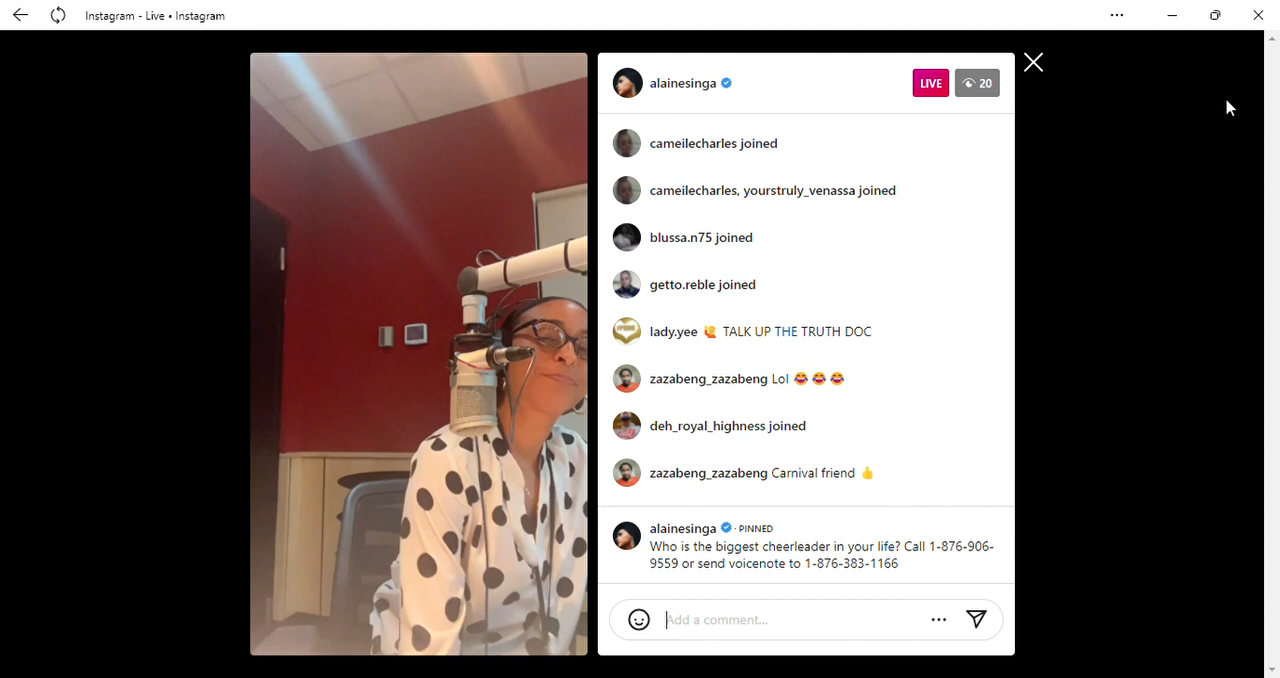 Instagram - Live • Instagram
alainesinga
LIVE
20
cameilecharles joined
cameilecharles, yourstruly_venassa joined
blussa.n75 joined
getto.reble joined
lady.yee 🙋 TALK UP THE TRUTH DOC
zazabeng_zazabeng Lol 😂 😂 😂
deh_royal_highness joined
zazabeng_zazabeng Carnival friend 👍
alainesinga · PINNED
Who is the biggest cheerleader in your life? Call 1-876-906-
9559 or send voicenote to 1-876-383-1166
Add a comment...